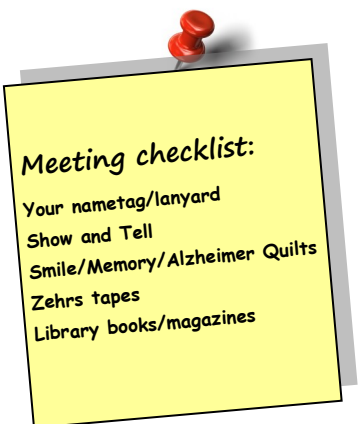 Meeting checklist:
Your nametag/lanyard
Show and Tell
Smile/Memory/Alzheimer Quilts
Zehrs tapes
Library books/magazines